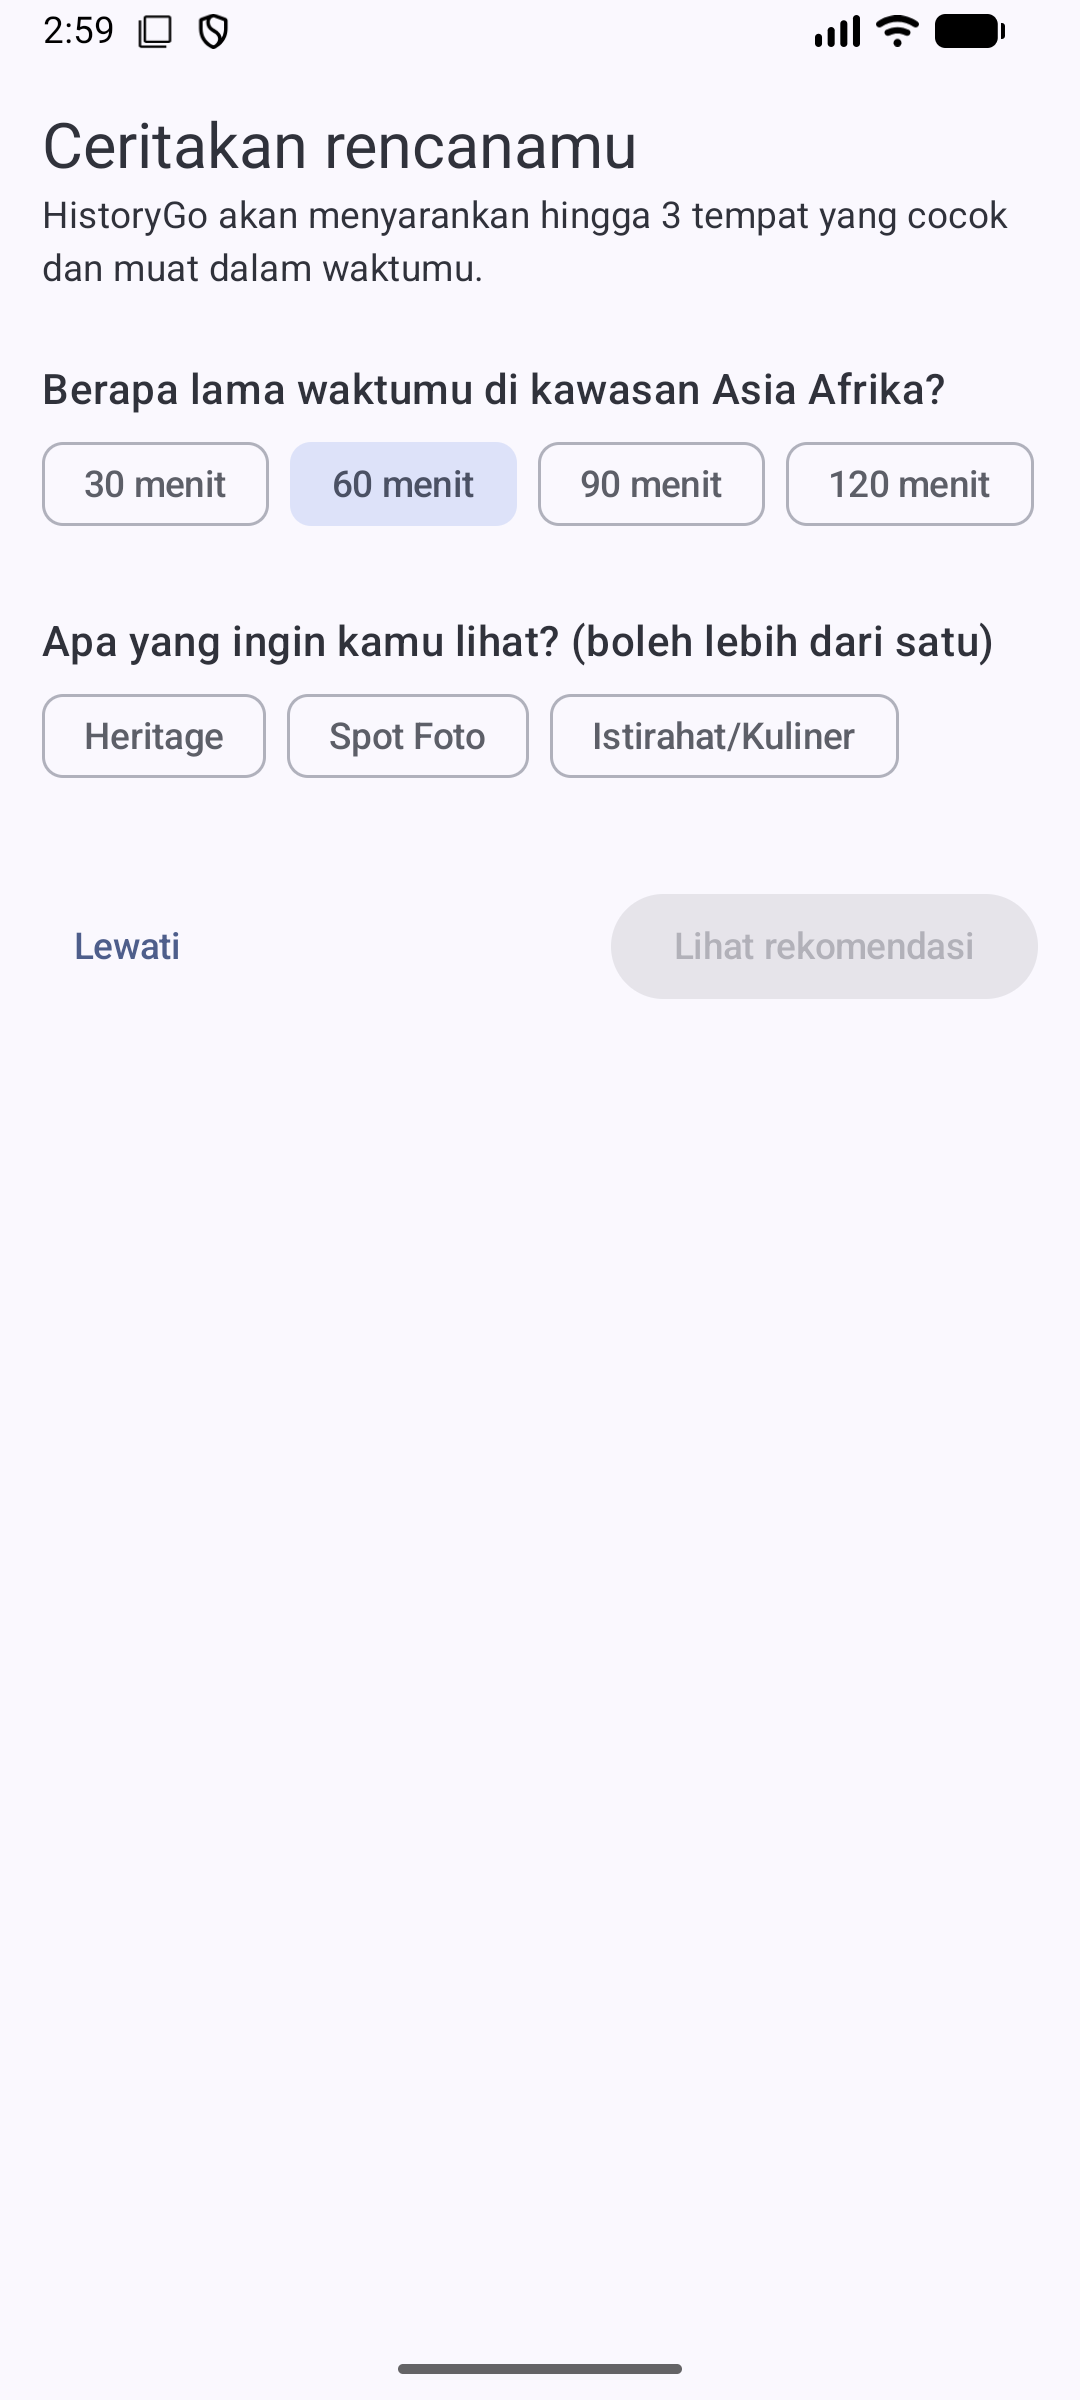 2:59
Ceritakan rencanamu
HistoryGo akan menyarankan hingga 3 tempat yang cocok
dan muat dalam waktumu.
Berapa lama waktumu di kawasan Asia Afrika?
30 menit 60 menit 90 menit 120 menit
Apa yang ingin kamu lihat? (boleh lebih dari satu)
Heritage Spot Foto Istirahat/Kuliner
Lewati Lihat rekomendasi